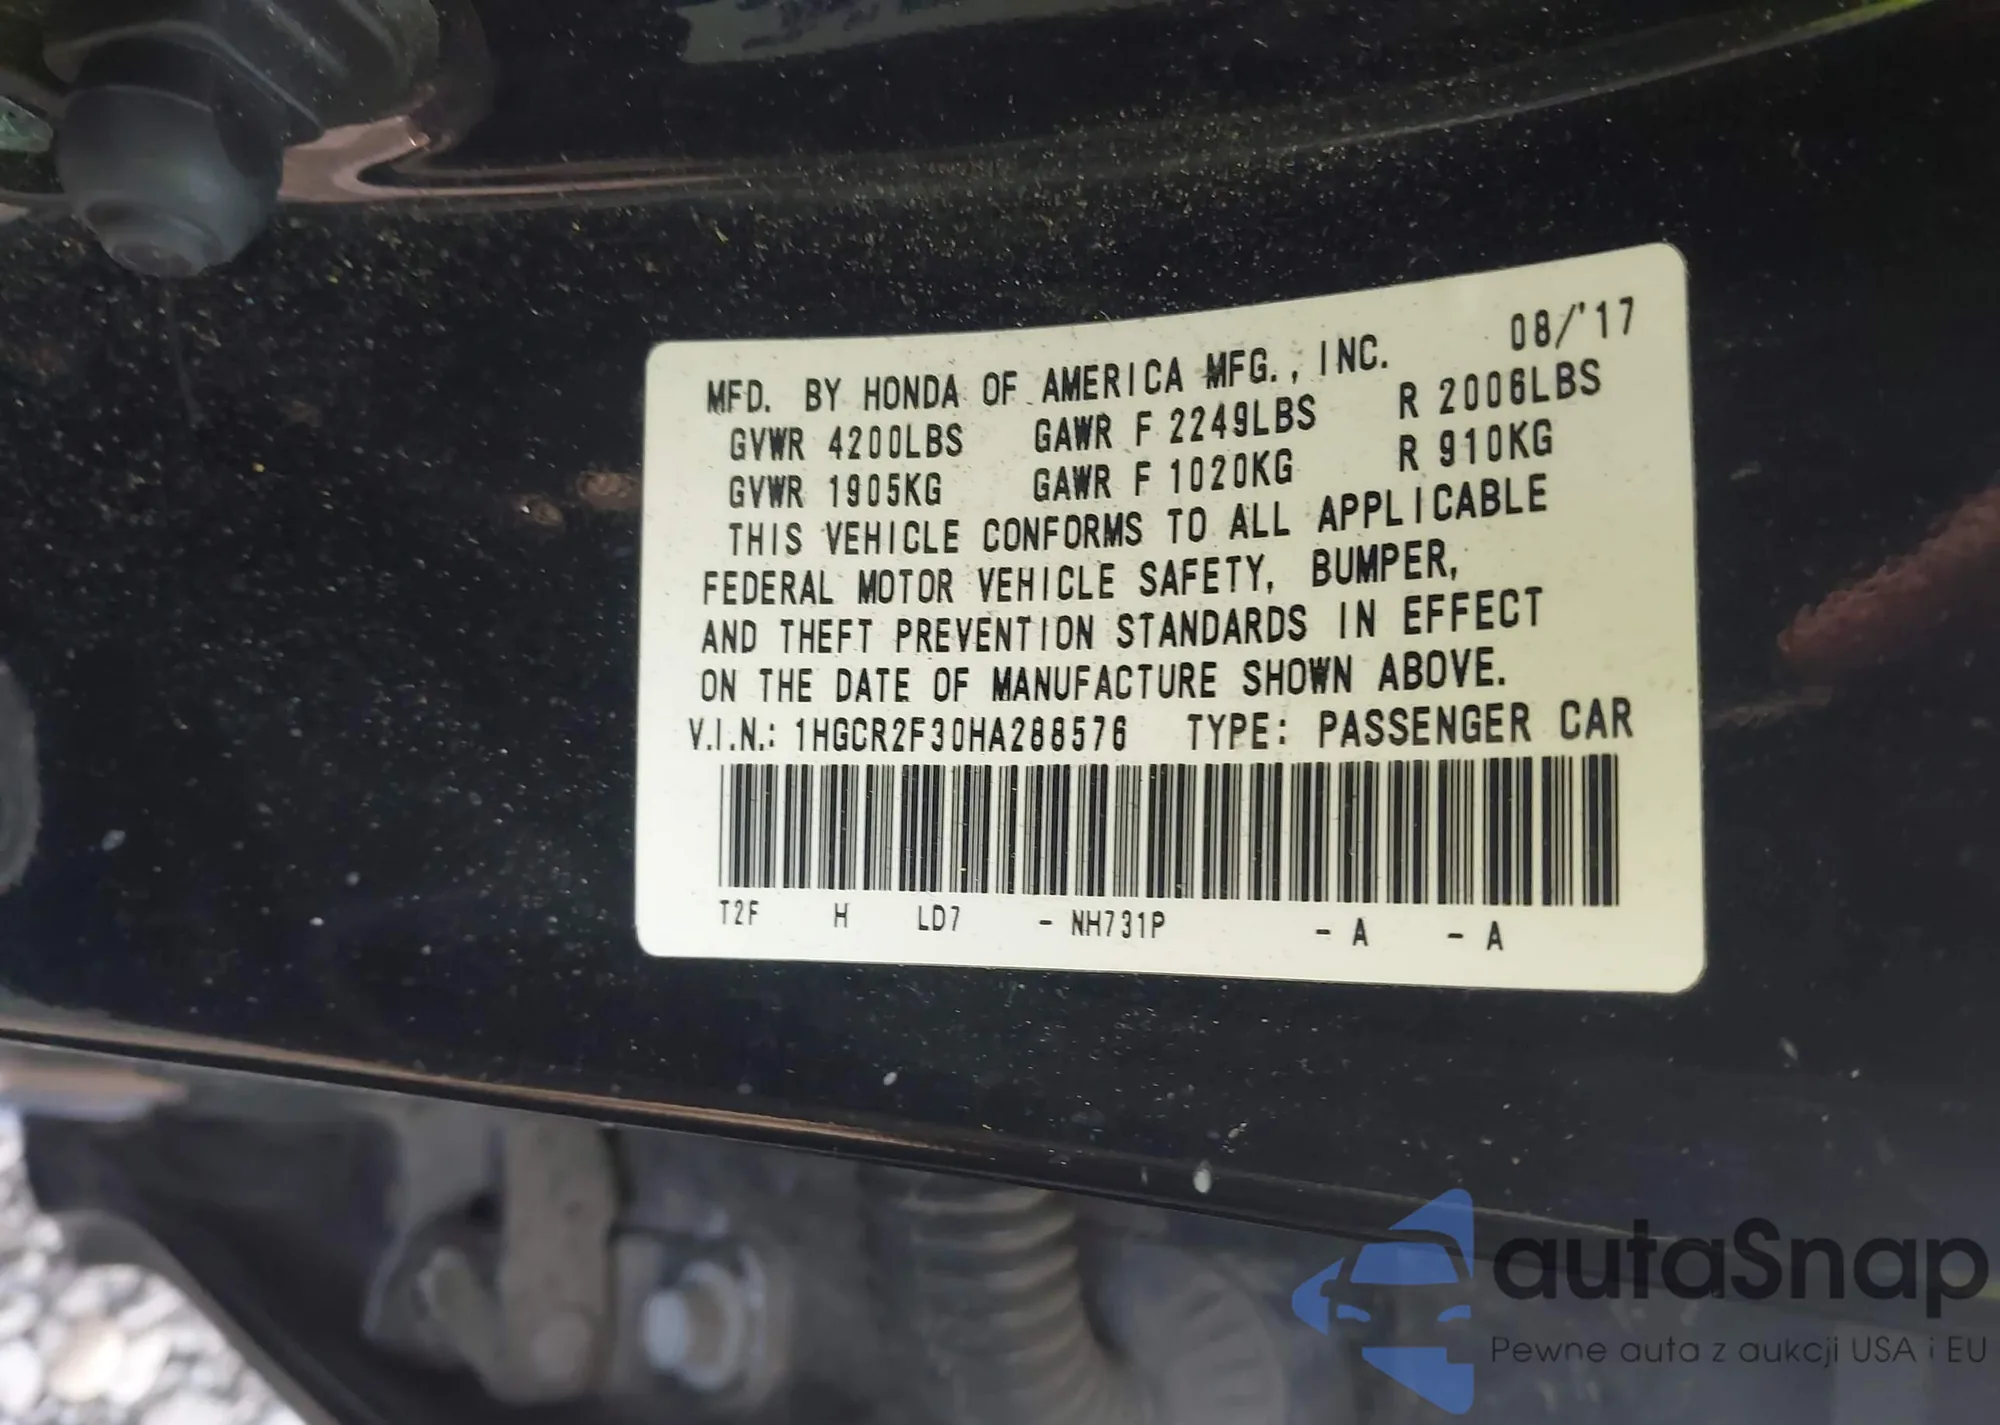 MFD. BY HONDA OF AMERICA MFG., INC. 08/'17
GVWR 4200LBS GAWR F 2249LBS R 2006LBS
GVWR 1905KG GAWR F 1020KG R 910KG
THIS VEHICLE CONFORMS TO ALL APPLICABLE
FEDERAL MOTOR VEHICLE SAFETY, BUMPER,
AND THEFT PREVENTION STANDARDS IN EFFECT
ON THE DATE OF MANUFACTURE SHOWN ABOVE.
V.I.N.: 1HGCR2F30HA288576 TYPE: PASSENGER CAR
T2F H LD7 - NH731P - A - A
autaSnap
Pewne auta z aukcji USA i EU